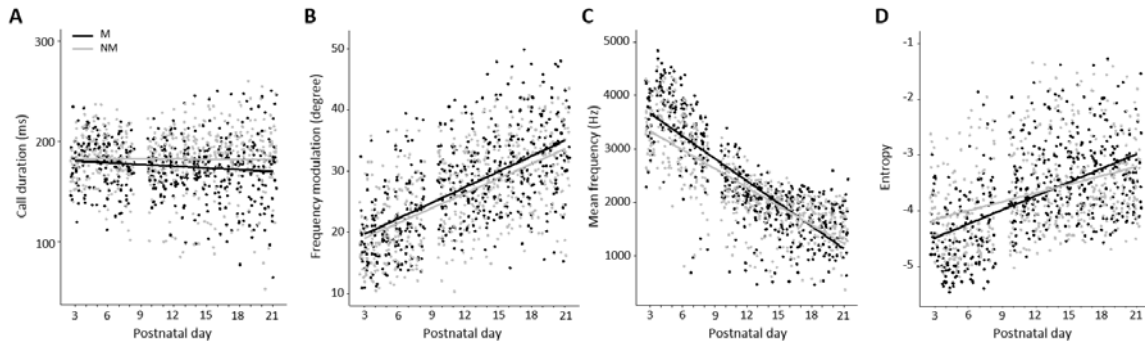 A
Call duration (ms)
300
200
100
M
NM
3 6 9 12 15 18 21
Postnatal day
B
Frequency modulation (degree)
50
40
30
20
10
3 6 9 12 15 18 21
Postnatal day
C
Mean frequency (Hz)
5000
4000
3000
2000
1000
3 6 9 12 15 18 21
Postnatal day
D
Entropy
-1
-2
-3
-4
-5
3 6 9 12 15 18 21
Postnatal day